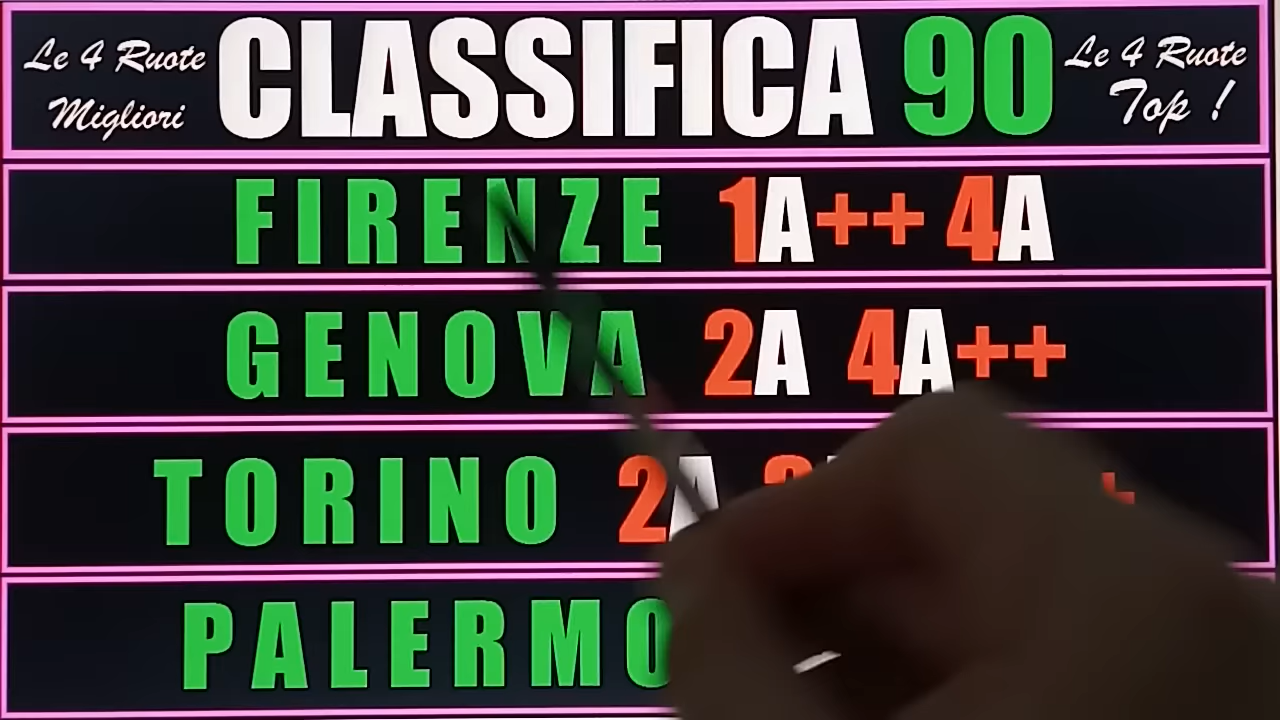 Le 4 Ruote Migliori
CLASSIFICA 90
Le 4 Ruote Top !
FIRENZE 1A++ 4A
GENOVA 2A 4A++
TORINO 2A
PALERMO